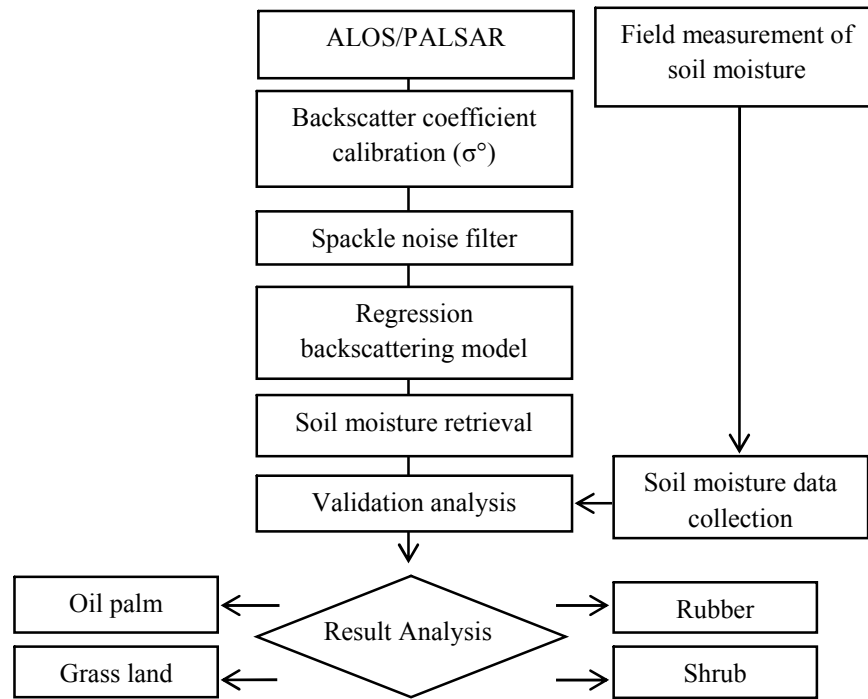 ALOS/PALSAR
Field measurement of
soil moisture
Backscatter coefficient
calibration (σ°)
Spackle noise filter
Regression
backscattering model
Soil moisture retrieval
Validation analysis
Soil moisture data
collection
Oil palm
Result Analysis
Rubber
Grass land
Shrub